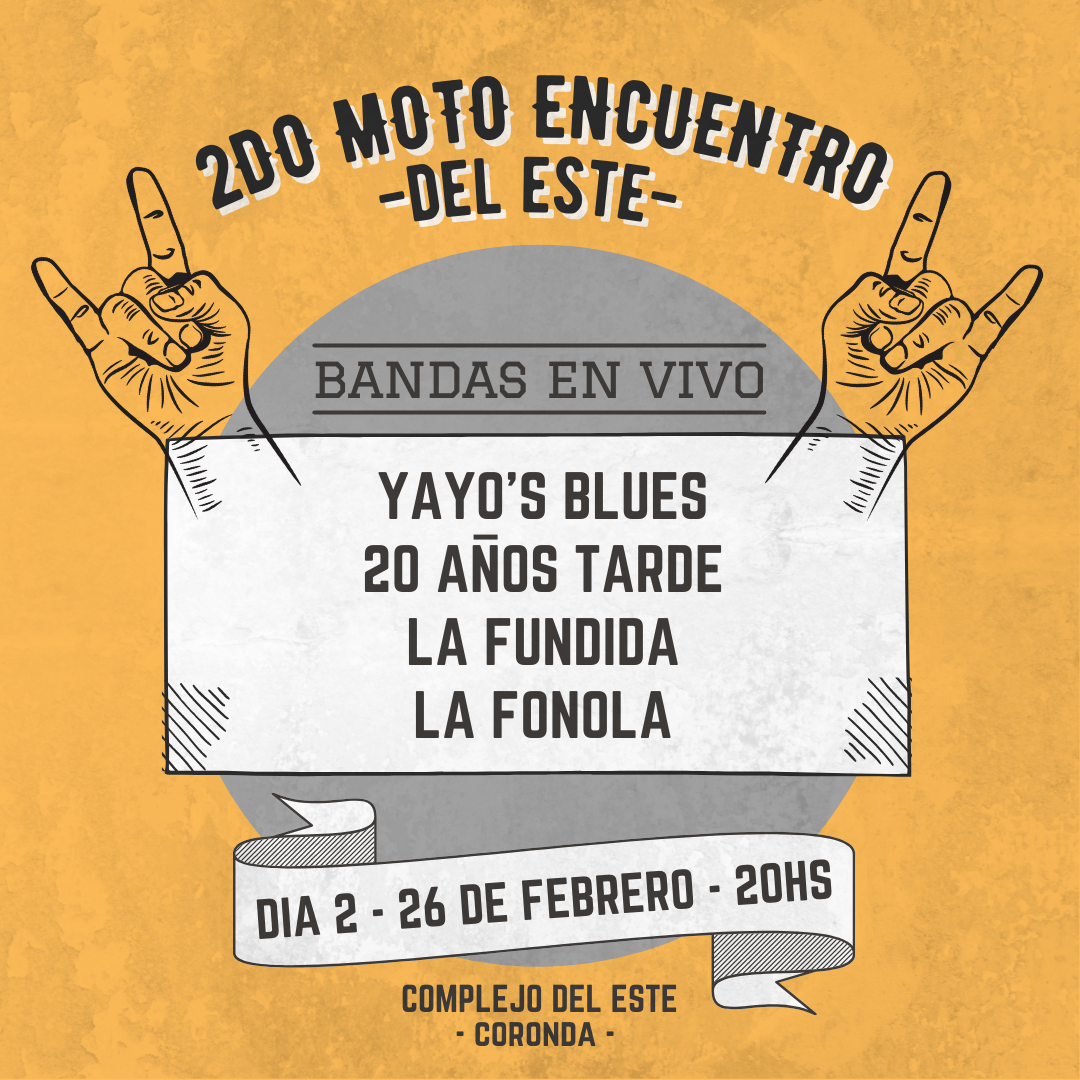 2DO MOTO ENCUENTRO
-DEL ESTE-
BANDAS EN VIVO
YAYO'S BLUES
20 AÑOS TARDE
LA FUNDIDA
LA FONOLA
DIA 2 - 26 DE FEBRERO - 20HS
COMPLEJO DEL ESTE
- CORONDA -